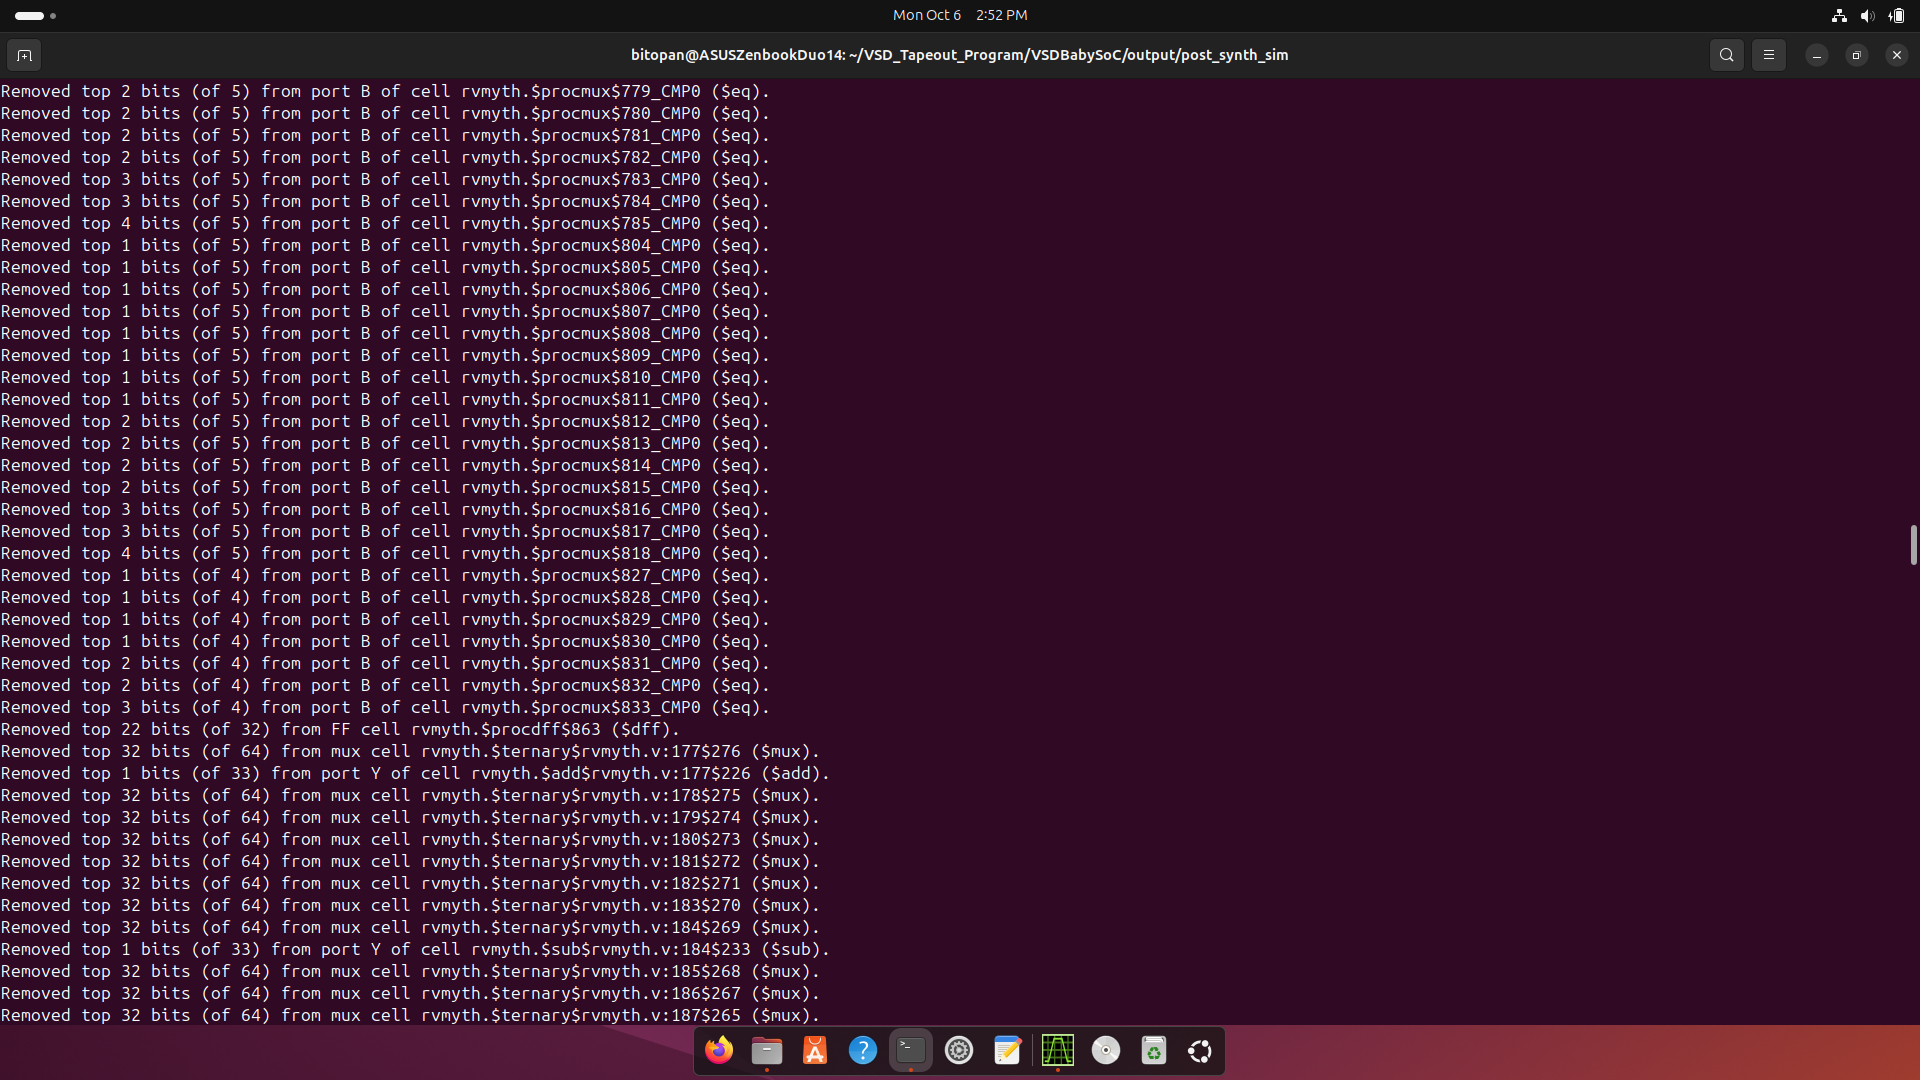 Mon Oct 6 2:52 PM
bitopan@ASUSZenbookDuo14: ~/VSD_Tapeout_Program/VSDBabySoC/output/post_synth_sim
Removed top 2 bits (of 5) from port B of cell rvmyth.$procmux$779_CMP0 ($eq).
Removed top 2 bits (of 5) from port B of cell rvmyth.$procmux$780_CMP0 ($eq).
Removed top 2 bits (of 5) from port B of cell rvmyth.$procmux$781_CMP0 ($eq).
Removed top 2 bits (of 5) from port B of cell rvmyth.$procmux$782_CMP0 ($eq).
Removed top 3 bits (of 5) from port B of cell rvmyth.$procmux$783_CMP0 ($eq).
Removed top 3 bits (of 5) from port B of cell rvmyth.$procmux$784_CMP0 ($eq).
Removed top 4 bits (of 5) from port B of cell rvmyth.$procmux$785_CMP0 ($eq).
Removed top 1 bits (of 5) from port B of cell rvmyth.$procmux$804_CMP0 ($eq).
Removed top 1 bits (of 5) from port B of cell rvmyth.$procmux$805_CMP0 ($eq).
Removed top 1 bits (of 5) from port B of cell rvmyth.$procmux$806_CMP0 ($eq).
Removed top 1 bits (of 5) from port B of cell rvmyth.$procmux$807_CMP0 ($eq).
Removed top 1 bits (of 5) from port B of cell rvmyth.$procmux$808_CMP0 ($eq).
Removed top 1 bits (of 5) from port B of cell rvmyth.$procmux$809_CMP0 ($eq).
Removed top 1 bits (of 5) from port B of cell rvmyth.$procmux$810_CMP0 ($eq).
Removed top 1 bits (of 5) from port B of cell rvmyth.$procmux$811_CMP0 ($eq).
Removed top 2 bits (of 5) from port B of cell rvmyth.$procmux$812_CMP0 ($eq).
Removed top 2 bits (of 5) from port B of cell rvmyth.$procmux$813_CMP0 ($eq).
Removed top 2 bits (of 5) from port B of cell rvmyth.$procmux$814_CMP0 ($eq).
Removed top 2 bits (of 5) from port B of cell rvmyth.$procmux$815_CMP0 ($eq).
Removed top 3 bits (of 5) from port B of cell rvmyth.$procmux$816_CMP0 ($eq).
Removed top 3 bits (of 5) from port B of cell rvmyth.$procmux$817_CMP0 ($eq).
Removed top 4 bits (of 5) from port B of cell rvmyth.$procmux$818_CMP0 ($eq).
Removed top 1 bits (of 4) from port B of cell rvmyth.$procmux$827_CMP0 ($eq).
Removed top 1 bits (of 4) from port B of cell rvmyth.$procmux$828_CMP0 ($eq).
Removed top 1 bits (of 4) from port B of cell rvmyth.$procmux$829_CMP0 ($eq).
Removed top 1 bits (of 4) from port B of cell rvmyth.$procmux$830_CMP0 ($eq).
Removed top 2 bits (of 4) from port B of cell rvmyth.$procmux$831_CMP0 ($eq).
Removed top 2 bits (of 4) from port B of cell rvmyth.$procmux$832_CMP0 ($eq).
Removed top 3 bits (of 4) from port B of cell rvmyth.$procmux$833_CMP0 ($eq).
Removed top 22 bits (of 32) from FF cell rvmyth.$procdff$863 ($dff).
Removed top 32 bits (of 64) from mux cell rvmyth.$ternary$rvmyth.v:177$276 ($mux).
Removed top 1 bits (of 33) from port Y of cell rvmyth.$add$rvmyth.v:177$226 ($add).
Removed top 32 bits (of 64) from mux cell rvmyth.$ternary$rvmyth.v:178$275 ($mux).
Removed top 32 bits (of 64) from mux cell rvmyth.$ternary$rvmyth.v:179$274 ($mux).
Removed top 32 bits (of 64) from mux cell rvmyth.$ternary$rvmyth.v:180$273 ($mux).
Removed top 32 bits (of 64) from mux cell rvmyth.$ternary$rvmyth.v:181$272 ($mux).
Removed top 32 bits (of 64) from mux cell rvmyth.$ternary$rvmyth.v:182$271 ($mux).
Removed top 32 bits (of 64) from mux cell rvmyth.$ternary$rvmyth.v:183$270 ($mux).
Removed top 32 bits (of 64) from mux cell rvmyth.$ternary$rvmyth.v:184$269 ($mux).
Removed top 1 bits (of 33) from port Y of cell rvmyth.$sub$rvmyth.v:184$233 ($sub).
Removed top 32 bits (of 64) from mux cell rvmyth.$ternary$rvmyth.v:185$268 ($mux).
Removed top 32 bits (of 64) from mux cell rvmyth.$ternary$rvmyth.v:186$267 ($mux).
Removed top 32 bits (of 64) from mux cell rvmyth.$ternary$rvmyth.v:187$265 ($mux).